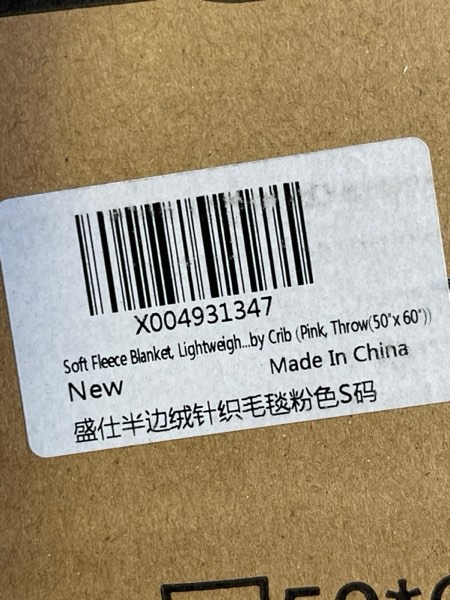 X004931347
Soft Fleece Blanket, Lightweigh...by Crib (Pink, Throw(50"x 60"))
New
Made In China
盛仕半边绒针织毛毯粉色S码